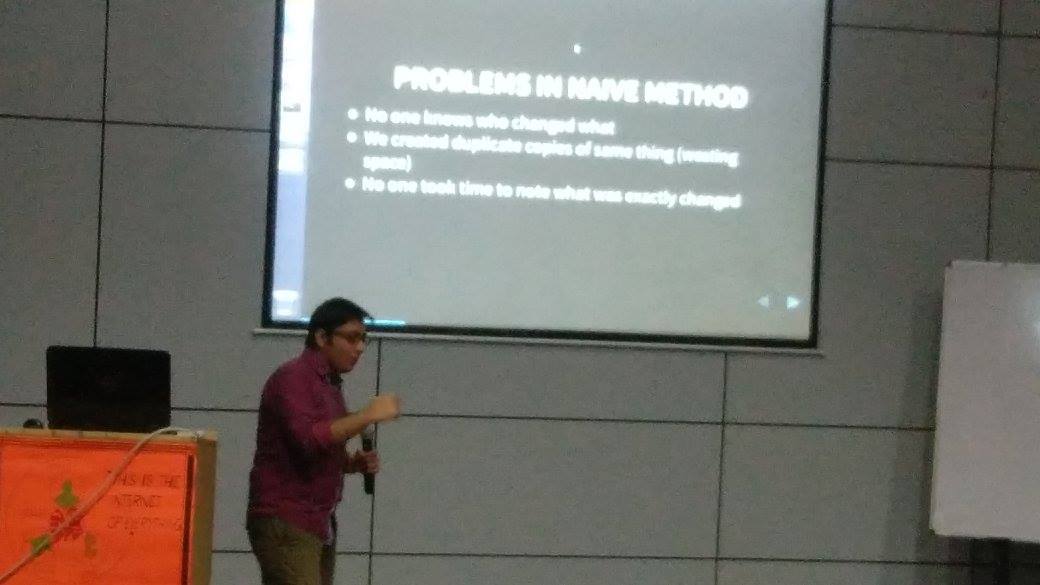 PROBLEMS IN NAIVE METHOD
No one knows who changed what
We created duplicate copies of same thing (wasting
space)
No one took time to note what was exactly changed
THIS IS THE
INTERNET
OF EVERYTHING